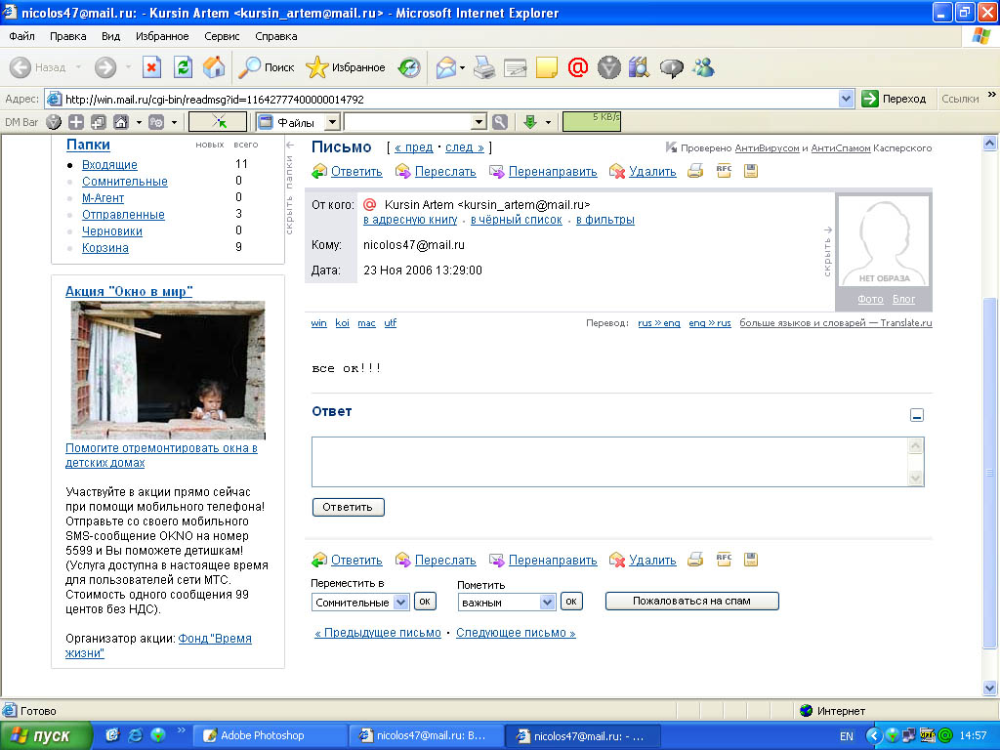 nicolos47@mail.ru: - Kursin Artem <kursin_artem@mail.ru> - Microsoft Internet Explorer
Файл Правка Вид Избранное Сервис Справка
Назад Поиск Избранное
Адрес: http://win.mail.ru/cgi-bin/readmsg?id=11642777400000014792 Переход Ссылки »
DM Bar Файлы 5 KB/s
Папки новых всего
Входящие 11
Сомнительные 0
М-Агент 0
Отправленные 3
Черновики 0
Корзина 9
скрыть папки
Акция "Окно в мир"
Помогите отремонтировать окна в
детских домах
Участвуйте в акции прямо сейчас
при помощи мобильного телефона!
Отправьте со своего мобильного
SMS-сообщение OKNO на номер
5599 и Вы поможете детишкам!
(Услуга доступна в настоящее время
для пользователей сети МТС.
Стоимость одного сообщения 99
центов без НДС).
Организатор акции: Фонд "Время
жизни"
Письмо [ « пред · след » ] Проверено АнтиВирусом и АнтиСпамом Касперского
Ответить Переслать Перенаправить Удалить RFC
От кого: @ Kursin Artem <kursin_artem@mail.ru>
в адресную книгу · в чёрный список · в фильтры
Кому: nicolos47@mail.ru
Дата: 23 Ноя 2006 13:29:00
скрыть
НЕТ ОБРАЗА
Фото Блог
win koi mac utf Перевод: rus » eng eng » rus больше языков и словарей — Translate.ru
все ок!!!
Ответ
Ответить
Ответить Переслать Перенаправить Удалить RFC
Переместить в Пометить
Сомнительные ок важным ок Пожаловаться на спам
« Предыдущее письмо · Следующее письмо »
Готово Интернет
пуск Adobe Photoshop nicolos47@mail.ru: В... nicolos47@mail.ru: - ... EN 14:57